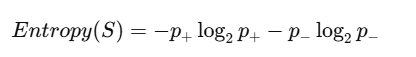 Entropy(S) = −p₊ log₂ p₊ − p₋ log₂ p₋